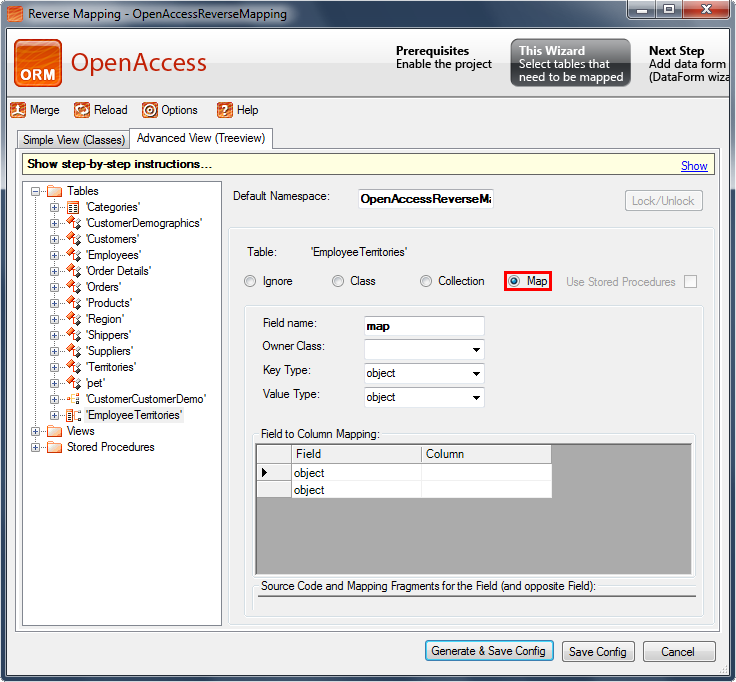 Reverse Mapping - OpenAccessReverseMapping
ORM
OpenAccess
Prerequisites
Enable the project
This Wizard
Select tables that
need to be mapped
Next Step
Add data form
(DataForm wiza
Merge
Reload
Options
Help
Simple View (Classes)
Advanced View (Treeview)
Show step-by-step instructions...
Show
Tables
'Categories'
'CustomerDemographics'
'Customers'
'Employees'
'Order Details'
'Orders'
'Products'
'Region'
'Shippers'
'Suppliers'
'Territories'
'pet'
'CustomerCustomerDemo'
'EmployeeTerritories'
Views
Stored Procedures
Default Namespace:
OpenAccessReverseMa
Lock/Unlock
Table:
'EmployeeTerritories'
Ignore
Class
Collection
Map
Use Stored Procedures
Field name:
map
Owner Class:
Key Type:
object
Value Type:
object
Field to Column Mapping:
Field
Column
object
object
Source Code and Mapping Fragments for the Field (and opposite Field):
Generate & Save Config
Save Config
Cancel